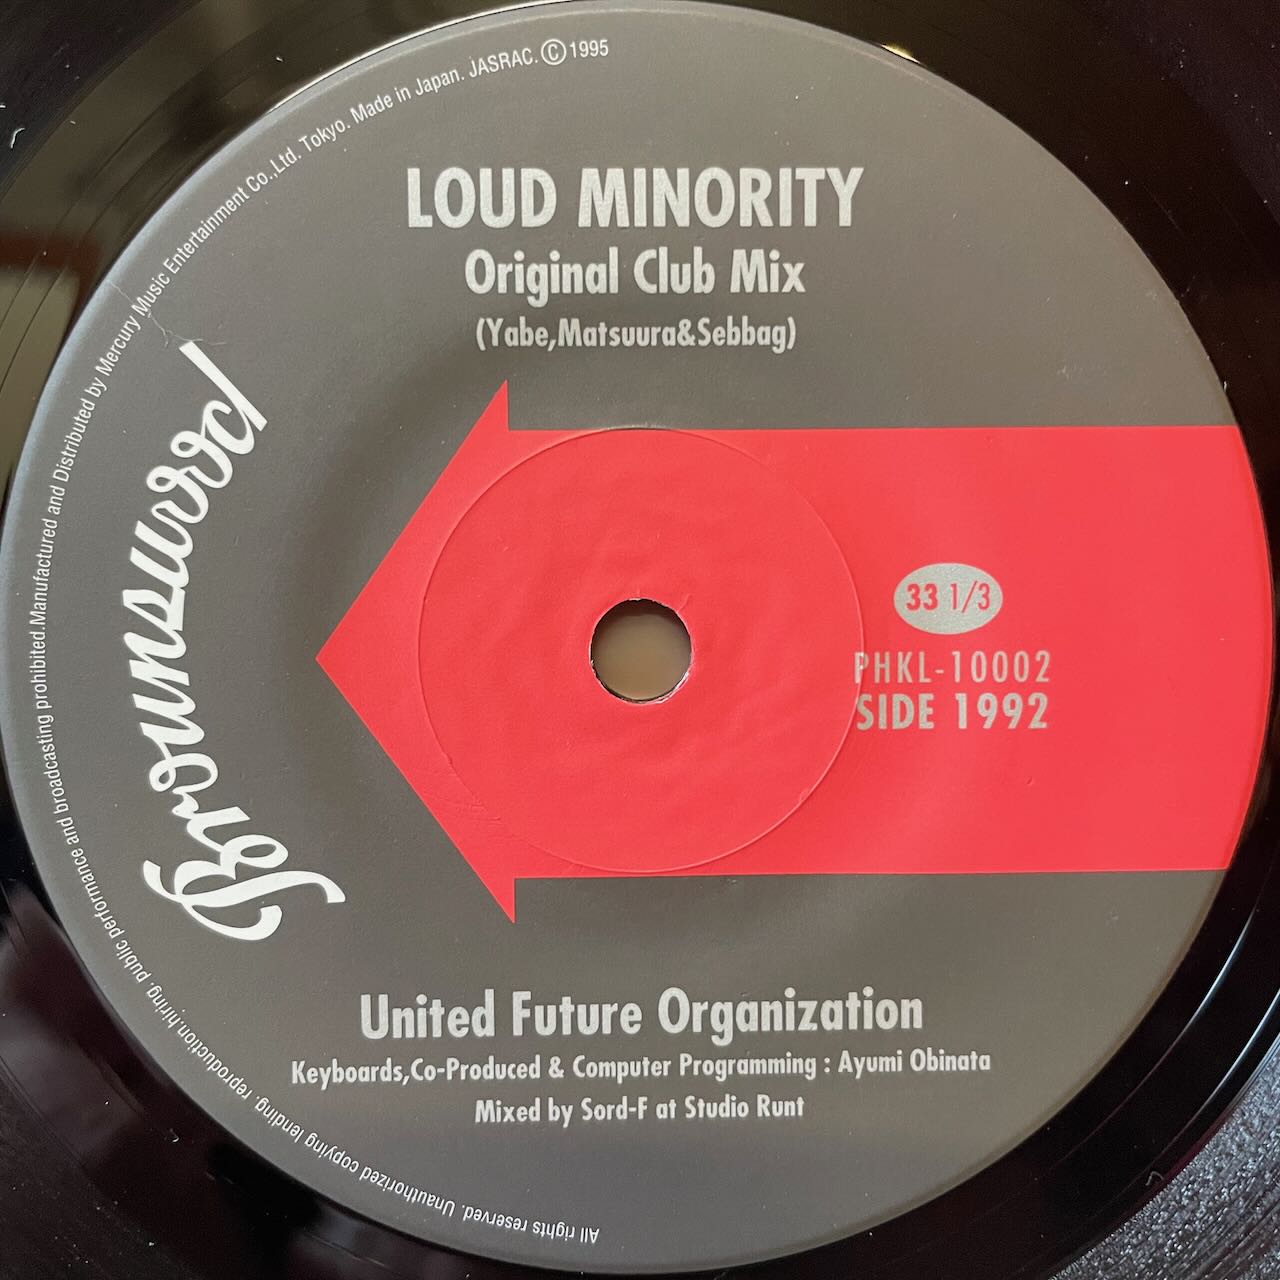 LOUD MINORITY
Original Club Mix
(Yabe,Matsuura&Sebbag)
Brownswood
33 1/3
PHKL-10002
SIDE 1992
United Future Organization
Keyboards,Co-Produced & Computer Programming : Ayumi Obinata
Mixed by Sord-F at Studio Runt
All rights reserved. Unauthorized copying lending. reproduction.hiring. public performance and broadcasting prohibited.Manufactured and Distributed by Mercury Music Entertainment Co.,Ltd. Tokyo. Made in Japan. JASRAC. Ⓒ 1995